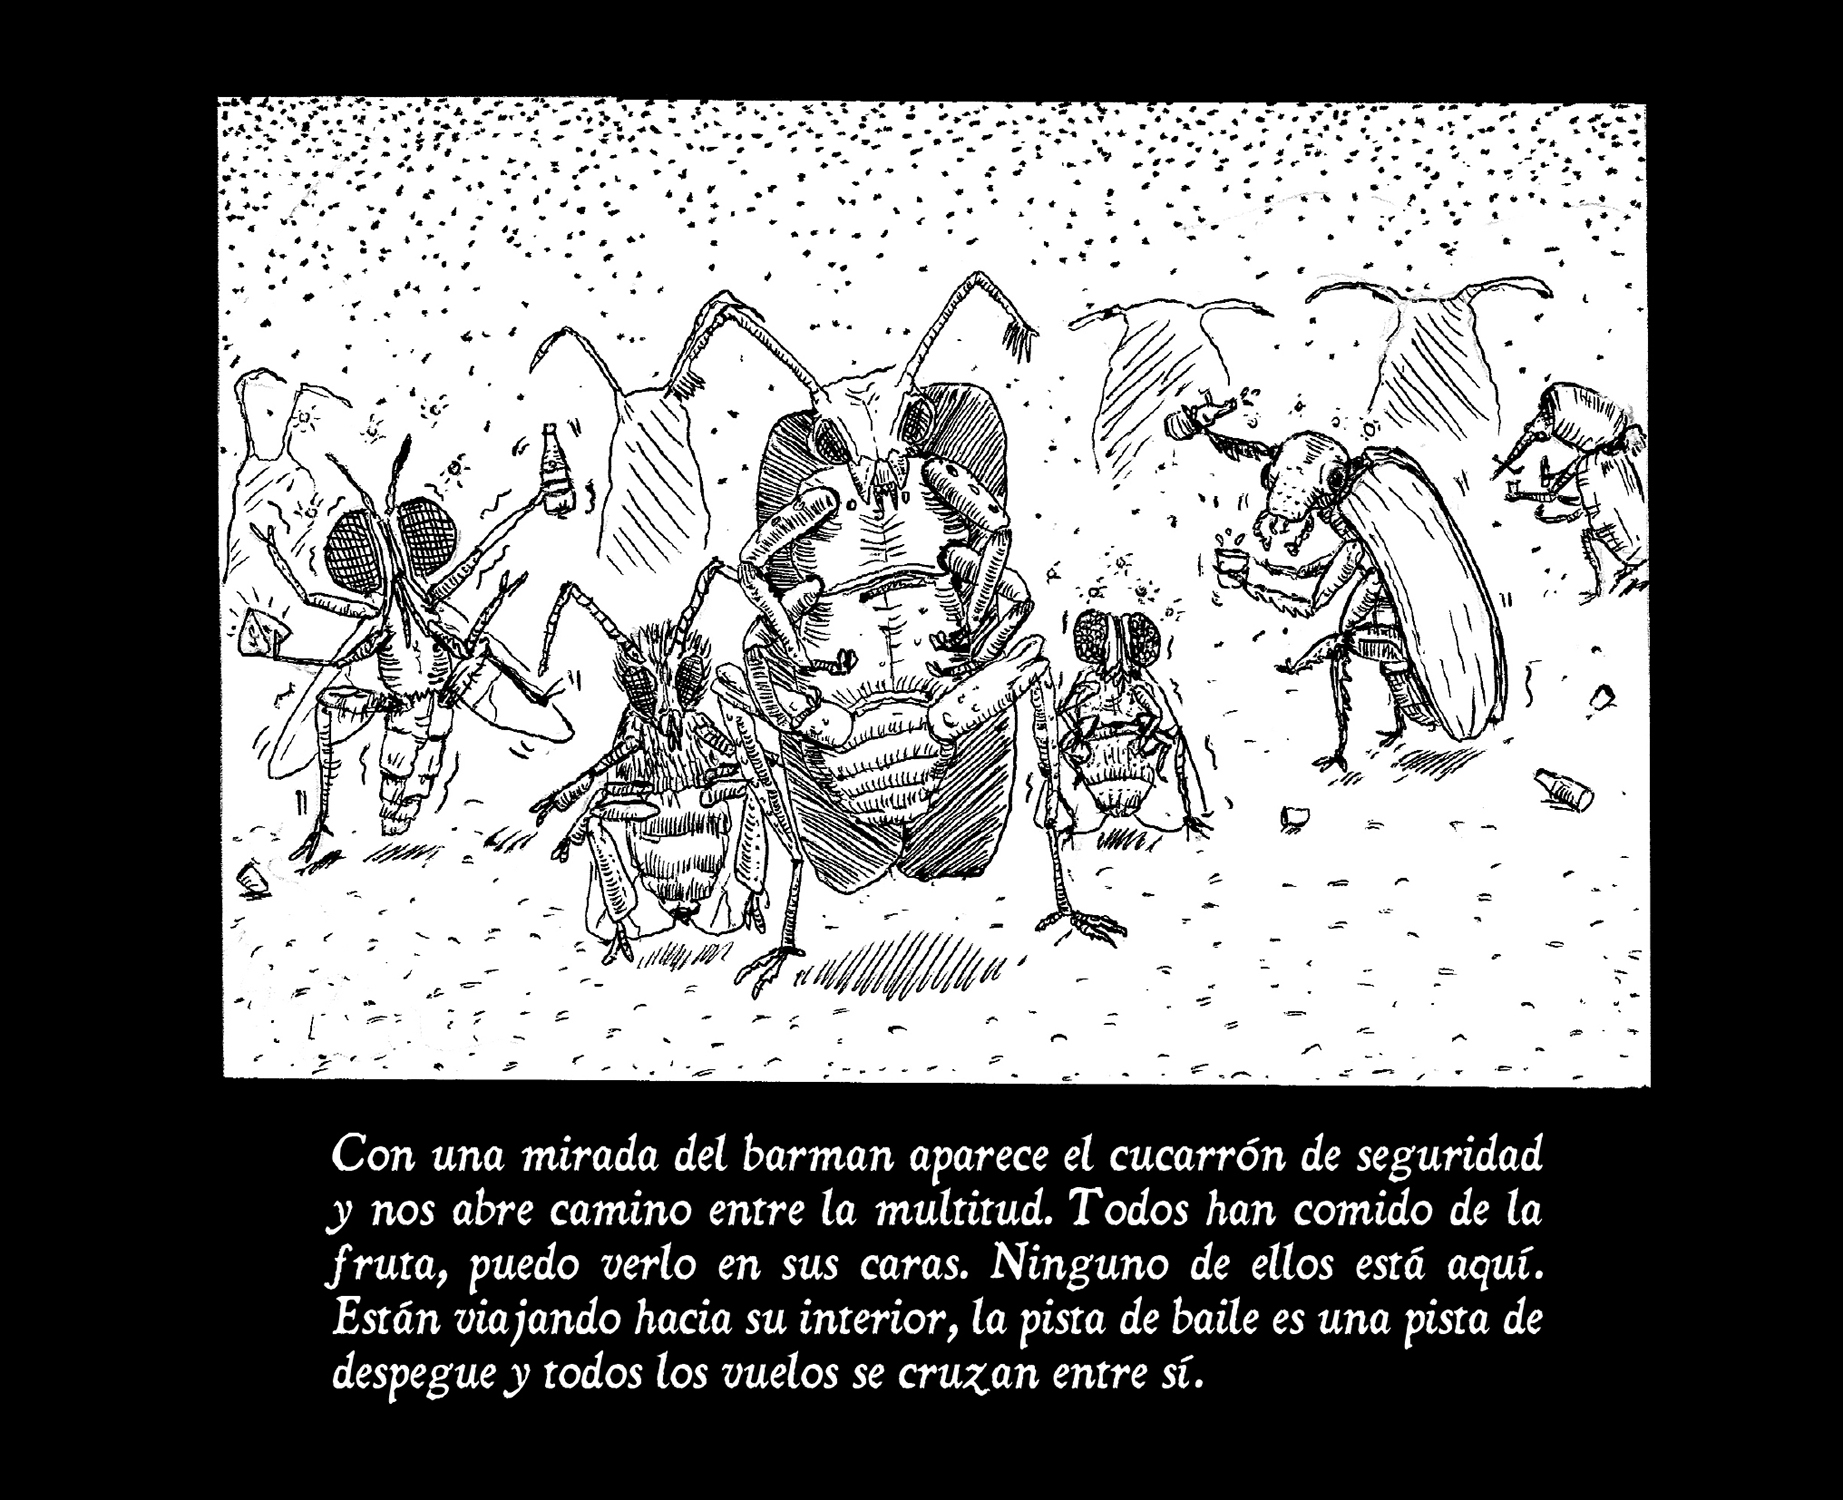 Con una mirada del barman aparece el cucarrón de seguridad
y nos abre camino entre la multitud. Todos han comido de la
fruta, puedo verlo en sus caras. Ninguno de ellos está aquí.
Están viajando hacia su interior, la pista de baile es una pista de
despegue y todos los vuelos se cruzan entre sí.